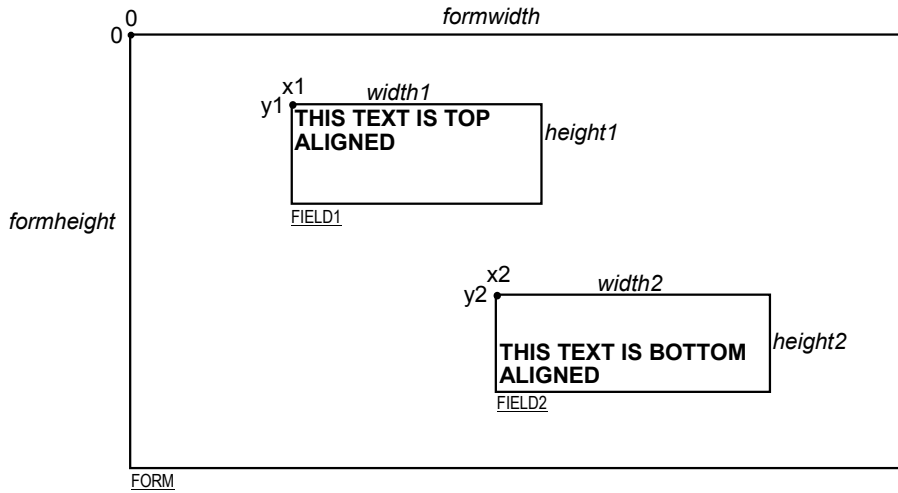 0
formwidth
0
x1
width1
y1
THIS TEXT IS TOP
ALIGNED
height1
FIELD1
formheight
x2
width2
y2
height2
THIS TEXT IS BOTTOM
ALIGNED
FIELD2
FORM